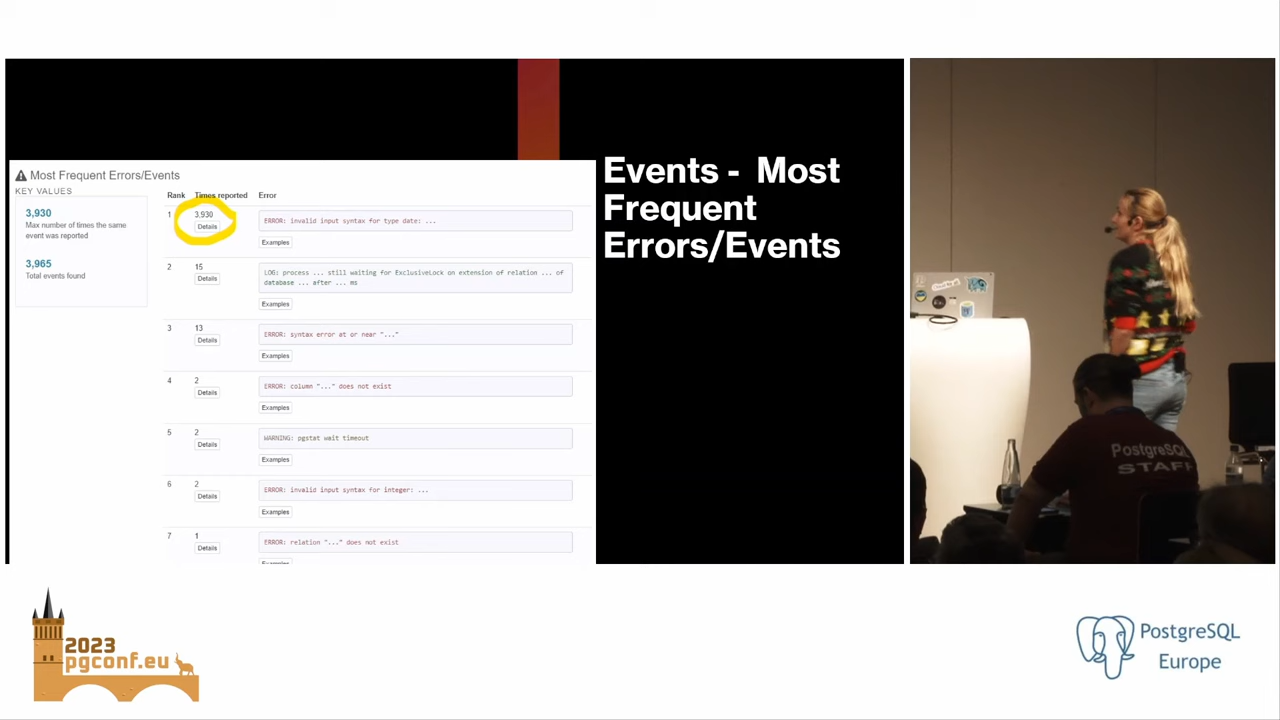 Most Frequent Errors/Events
KEY VALUES
3,930
Max number of times the same
event was reported
3,965
Total events found
Rank Times reported Error
1 3,930 ERROR: invalid input syntax for type date: ...
Details
Examples
2 15 LOG: process ... still waiting for ExclusiveLock on extension of relation ... of
database ... after ... ms
Details
Examples
3 13 ERROR: syntax error at or near "..."
Details
Examples
4 2 ERROR: column "..." does not exist
Details
Examples
5 2 WARNING: pgstat wait timeout
Details
Examples
6 2 ERROR: invalid input syntax for integer: ...
Details
Examples
7 1 ERROR: relation "..." does not exist
Details
Events - Most
Frequent
Errors/Events
PostgreSQL
STAFF
2023
pgconf.eu
PostgreSQL
Europe